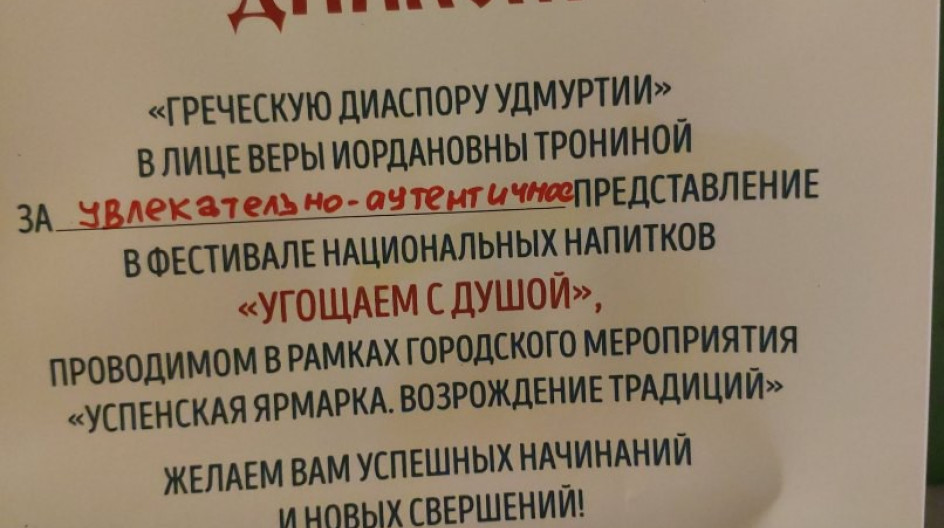 «ГРЕЧЕСКУЮ ДИАСПОРУ УДМУРТИИ»
В ЛИЦЕ ВЕРЫ ИОРДАНОВНЫ ТРОНИНОЙ
ЗА увлекательно-аутентичное ПРЕДСТАВЛЕНИЕ
В ФЕСТИВАЛЕ НАЦИОНАЛЬНЫХ НАПИТКОВ
«УГОЩАЕМ С ДУШОЙ»,
ПРОВОДИМОМ В РАМКАХ ГОРОДСКОГО МЕРОПРИЯТИЯ
«УСПЕНСКАЯ ЯРМАРКА. ВОЗРОЖДЕНИЕ ТРАДИЦИЙ»
ЖЕЛАЕМ ВАМ УСПЕШНЫХ НАЧИНАНИЙ
И НОВЫХ СВЕРШЕНИЙ!